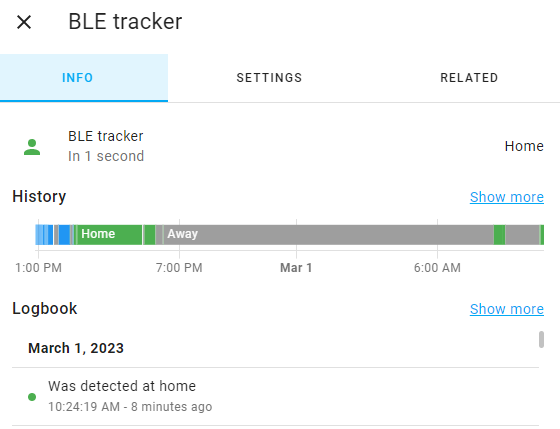 BLE tracker
INFO
SETTINGS
RELATED
BLE tracker
In 1 second
Home
History
Show more
Home
Away
1:00 PM
7:00 PM
Mar 1
6:00 AM
Logbook
Show more
March 1, 2023
Was detected at home
10:24:19 AM - 8 minutes ago